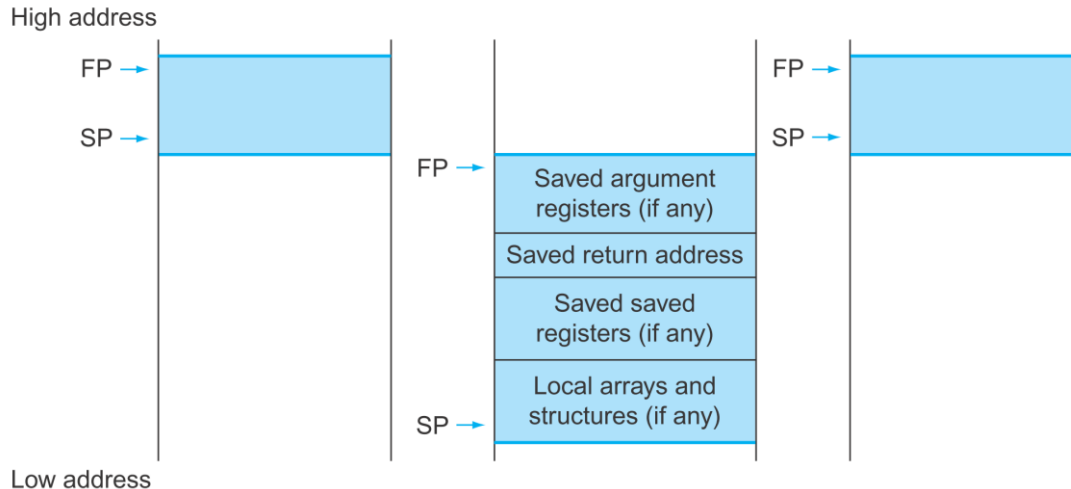 High address
FP
SP
FP
SP
FP
Saved argument
registers (if any)
Saved return address
Saved saved
registers (if any)
Local arrays and
structures (if any)
SP
Low address